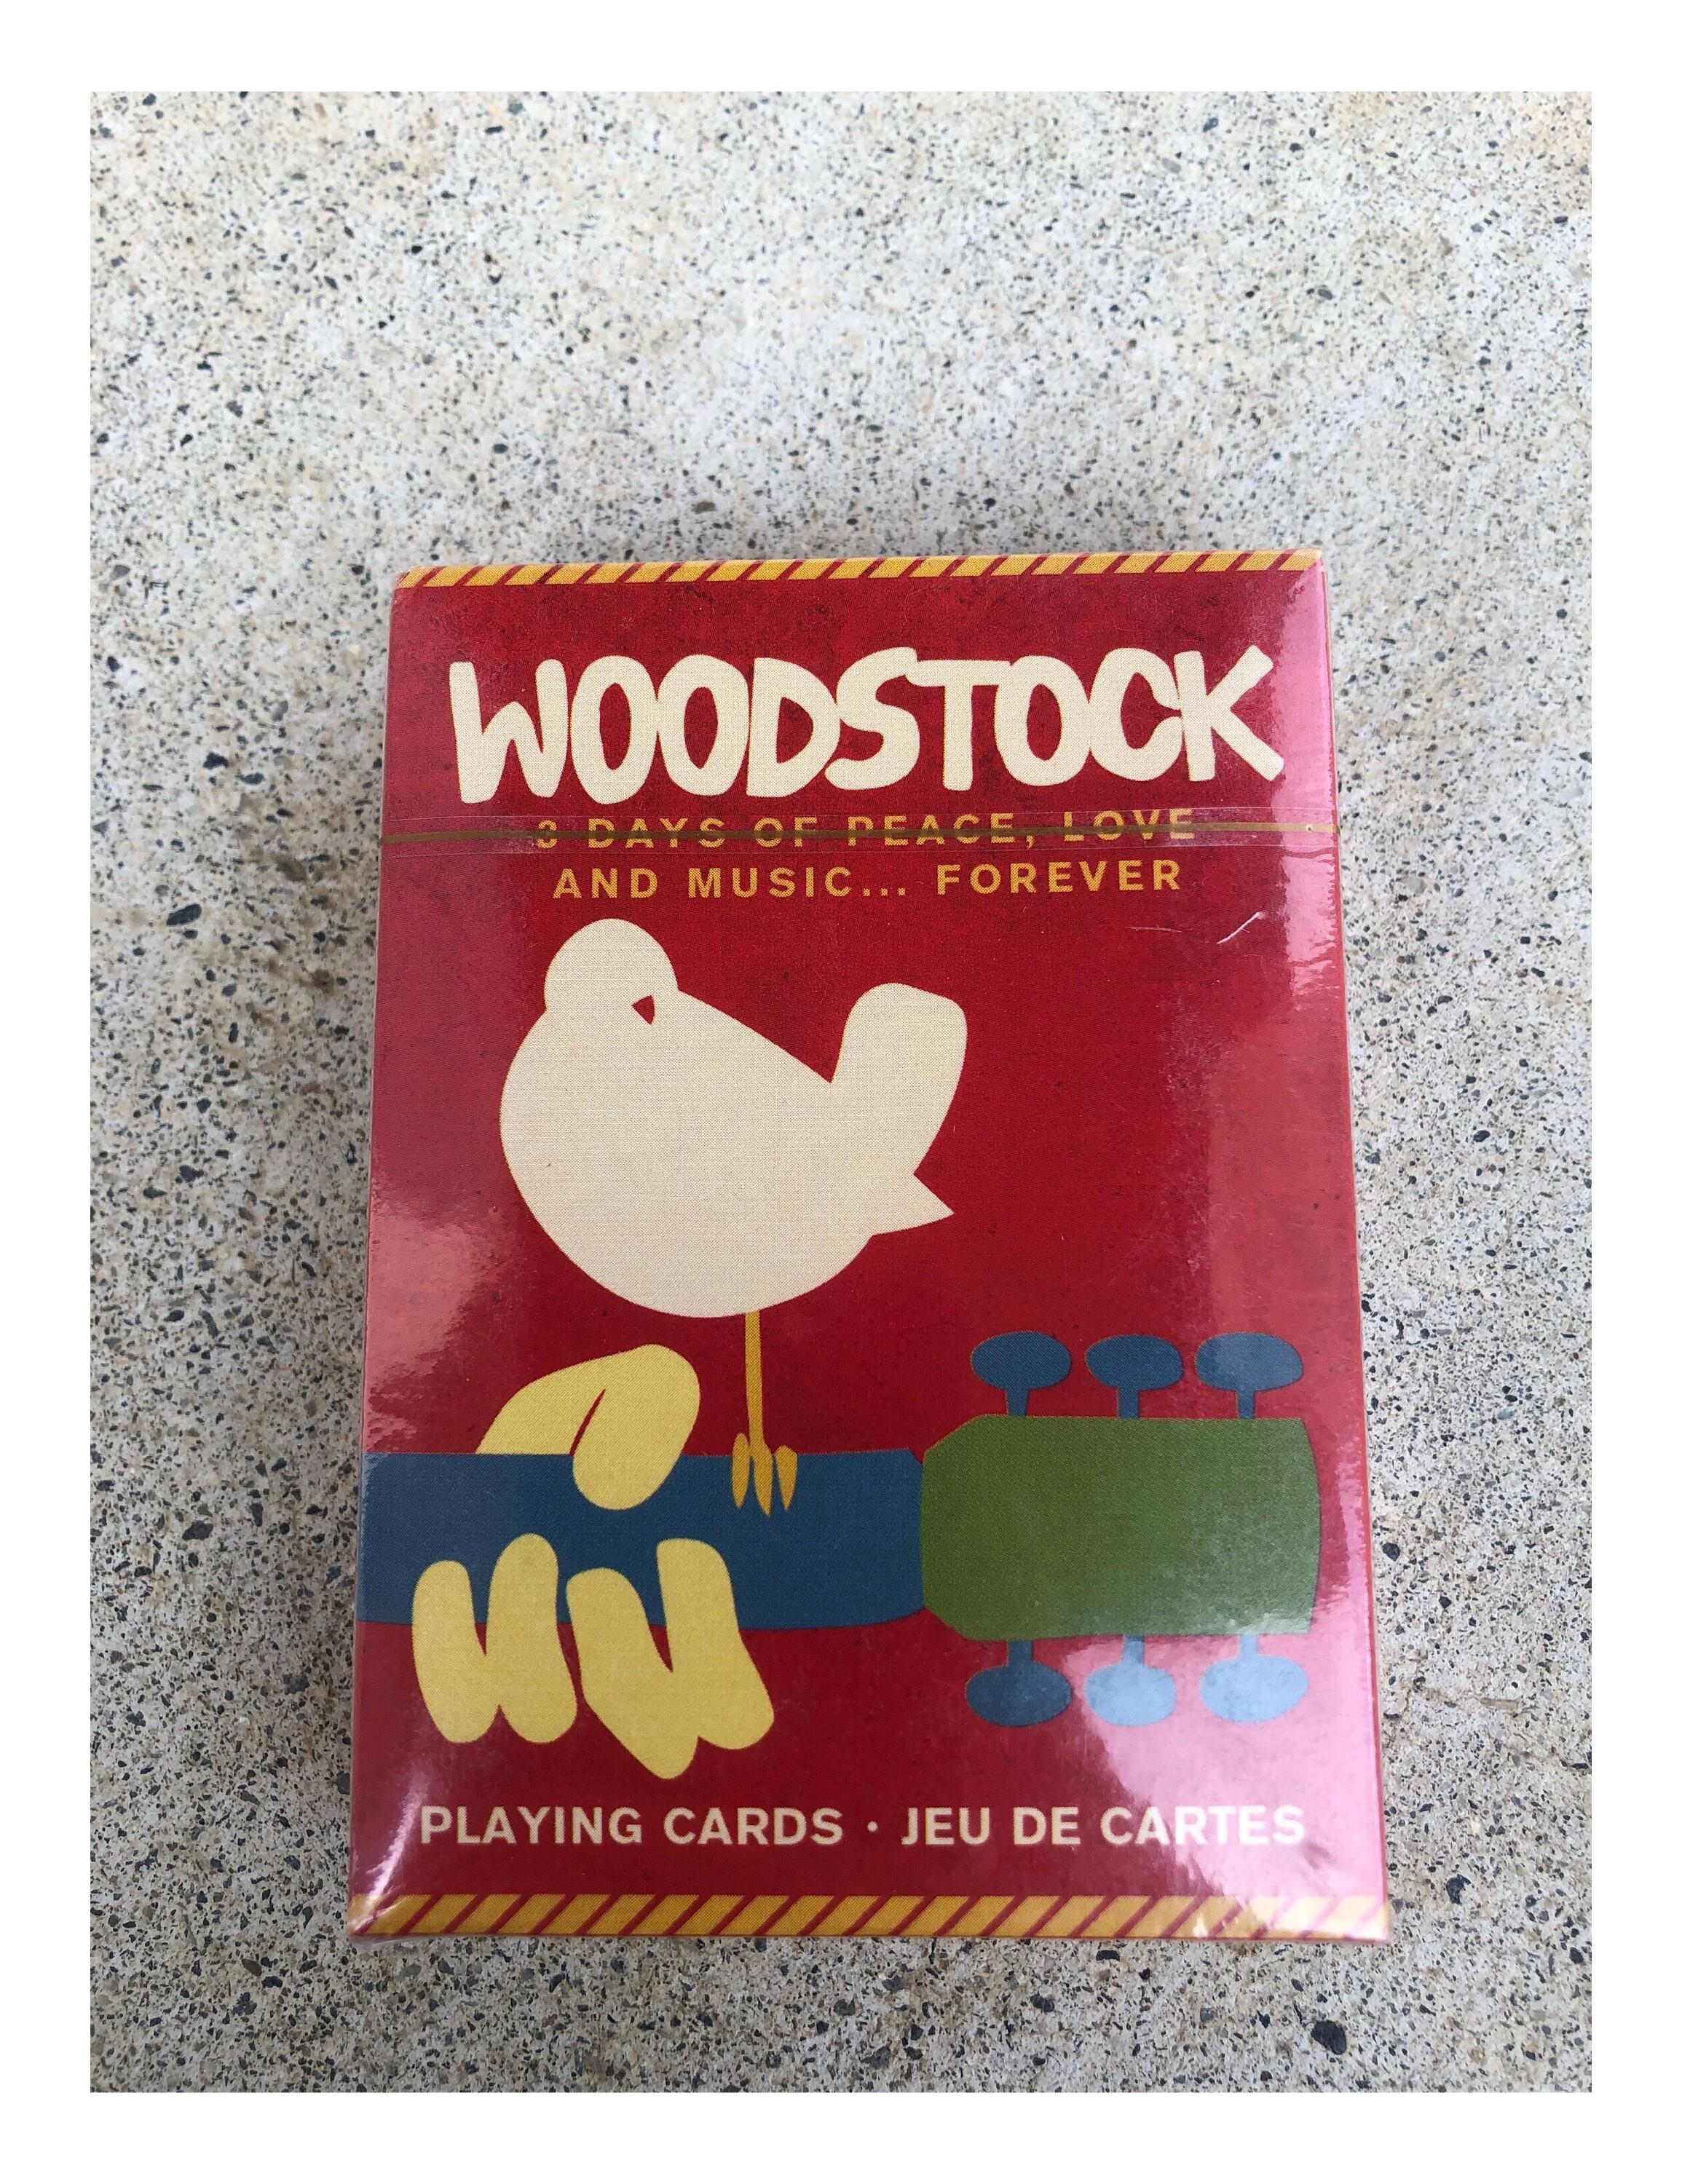 WOODSTOCK
3 DAYS OF PEACE, LOVE
AND MUSIC... FOREVER
PLAYING CARDS · JEU DE CARTES